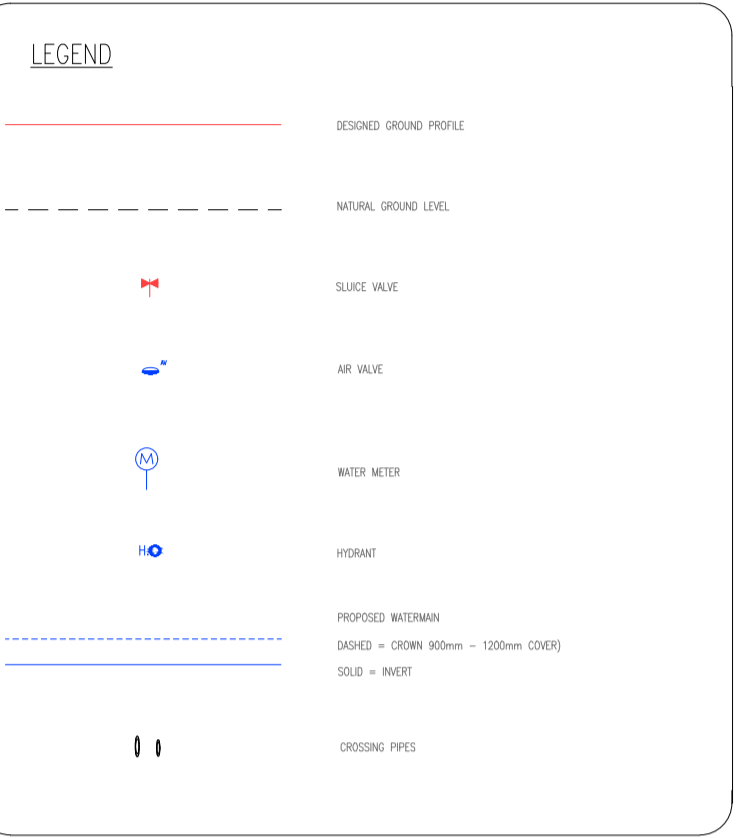 LEGEND
DESIGNED GROUND PROFILE
NATURAL GROUND LEVEL
SLUICE VALVE
AV
AIR VALVE
M
WATER METER
H
HYDRANT
PROPOSED WATERMAIN
DASHED = CROWN 900mm - 1200mm COVER)
SOLID = INVERT
CROSSING PIPES